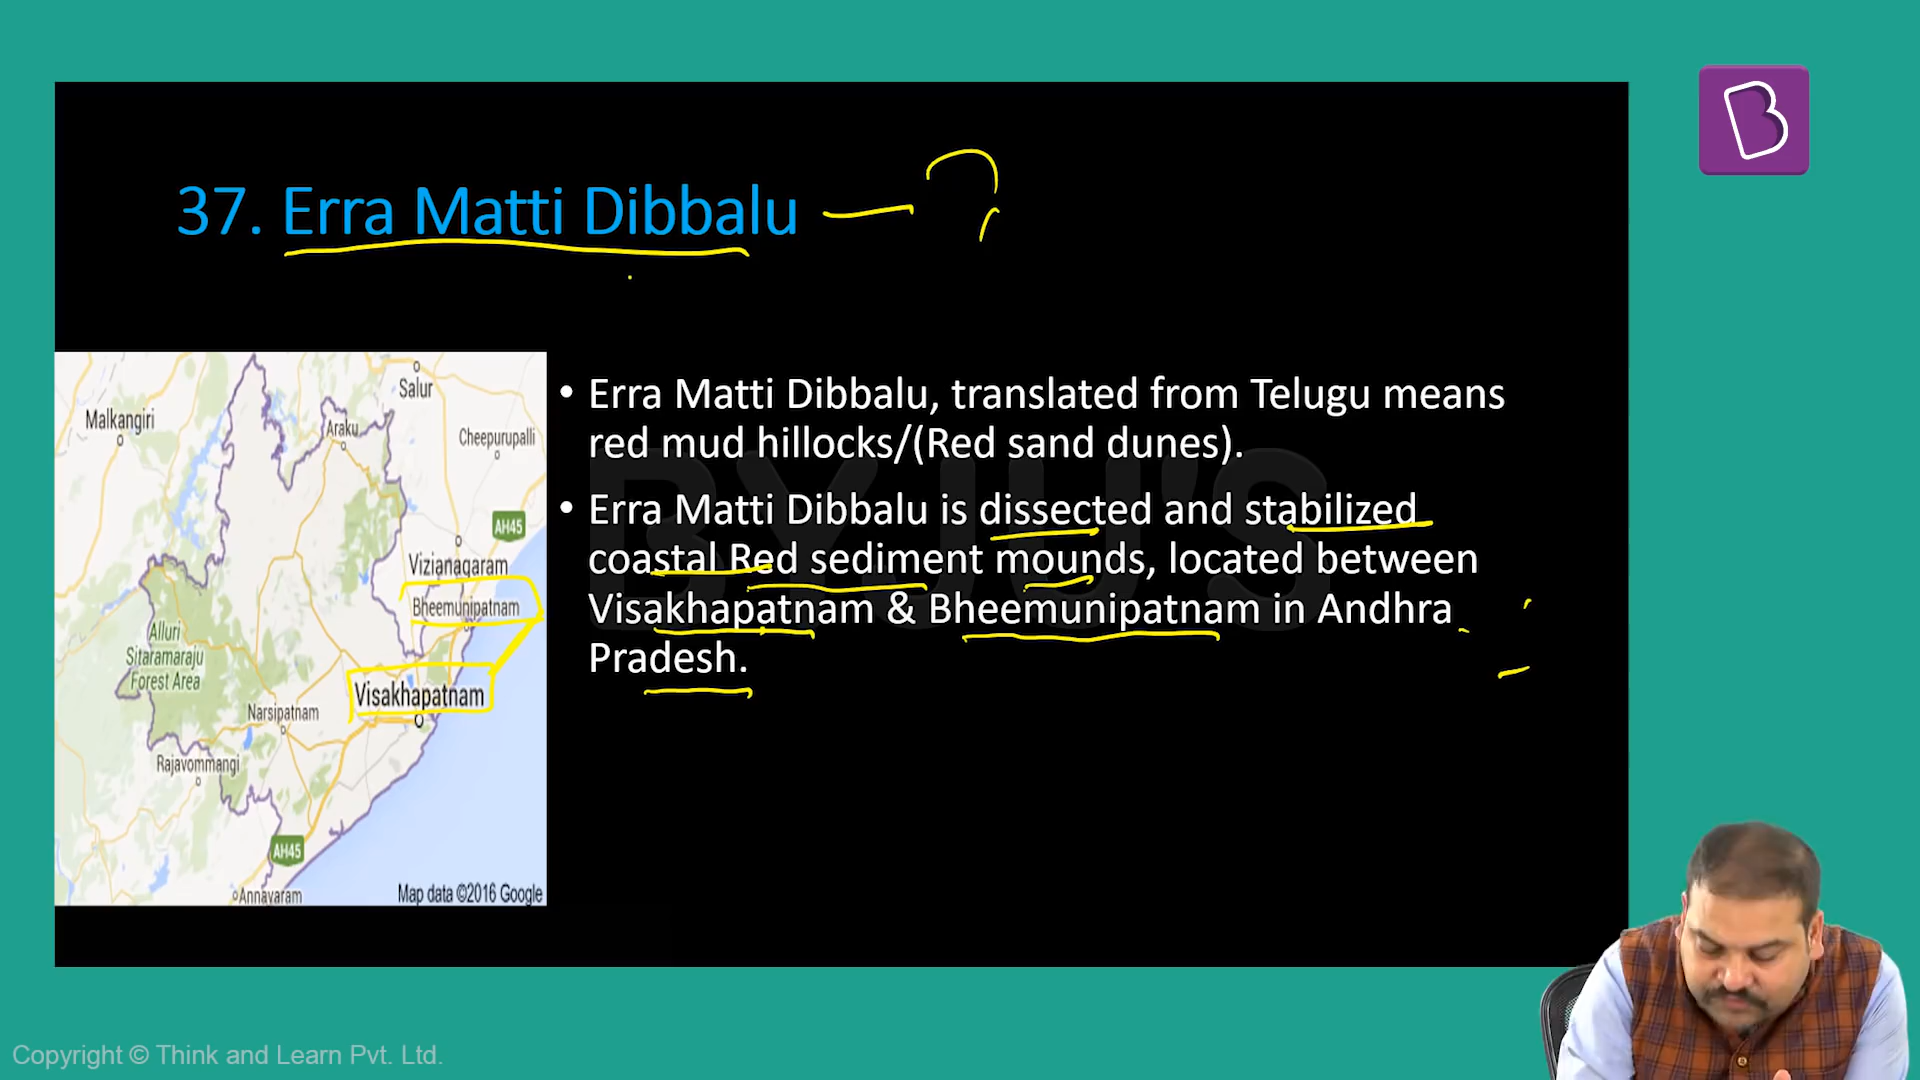 37. Erra Matti Dibbalu — ?
• Erra Matti Dibbalu, translated from Telugu means
red mud hillocks/(Red sand dunes).
• Erra Matti Dibbalu is dissected and stabilized
coastal Red sediment mounds, located between
Visakhapatnam & Bheemunipatnam in Andhra
Pradesh.
BYJU'S
Salur
Malkangiri
Araku
Cheepurupalli
AH45
Vizianagaram
Bheemunipatnam
Alluri
Sitaramaraju
Forest Area
Visakhapatnam
Narsipatnam
Rajavommangi
AH45
Annavaram
Map data ©2016 Google
B
Copyright © Think and Learn Pvt. Ltd.